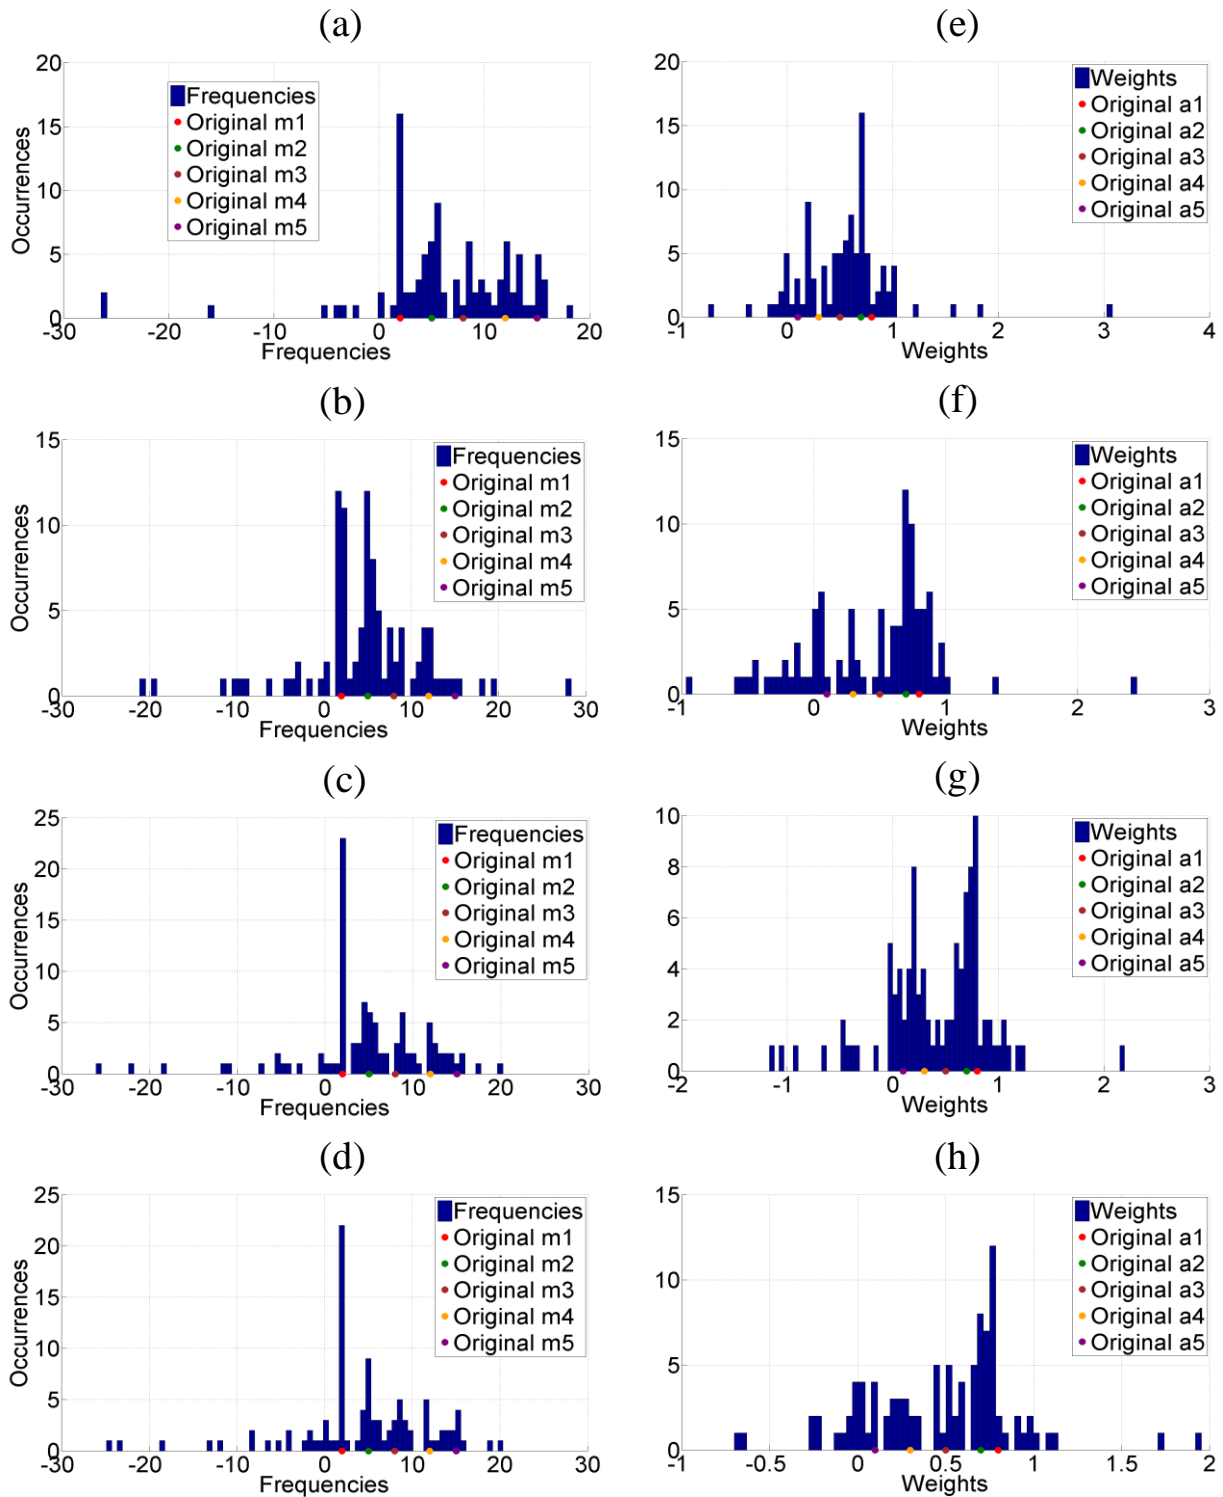 (a)
20
15
10
5
0
-30
-20
-10
0
10
20
Occurrences
Frequencies
Frequencies
Original m1
Original m2
Original m3
Original m4
Original m5
(e)
20
15
10
5
0
-1
0
1
2
3
4
Weights
Weights
Original a1
Original a2
Original a3
Original a4
Original a5
(b)
15
10
5
0
-30
-20
-10
0
10
20
30
Occurrences
Frequencies
Frequencies
Original m1
Original m2
Original m3
Original m4
Original m5
(f)
15
10
5
0
-1
0
1
2
3
Weights
Weights
Original a1
Original a2
Original a3
Original a4
Original a5
(c)
25
20
15
10
5
0
-30
-20
-10
0
10
20
30
Occurrences
Frequencies
Frequencies
Original m1
Original m2
Original m3
Original m4
Original m5
(g)
10
8
6
4
2
0
-2
-1
0
1
2
3
Weights
Weights
Original a1
Original a2
Original a3
Original a4
Original a5
(d)
25
20
15
10
5
0
-30
-20
-10
0
10
20
30
Occurrences
Frequencies
Frequencies
Original m1
Original m2
Original m3
Original m4
Original m5
(h)
15
10
5
0
-1
-0.5
0
0.5
1
1.5
2
Weights
Weights
Original a1
Original a2
Original a3
Original a4
Original a5